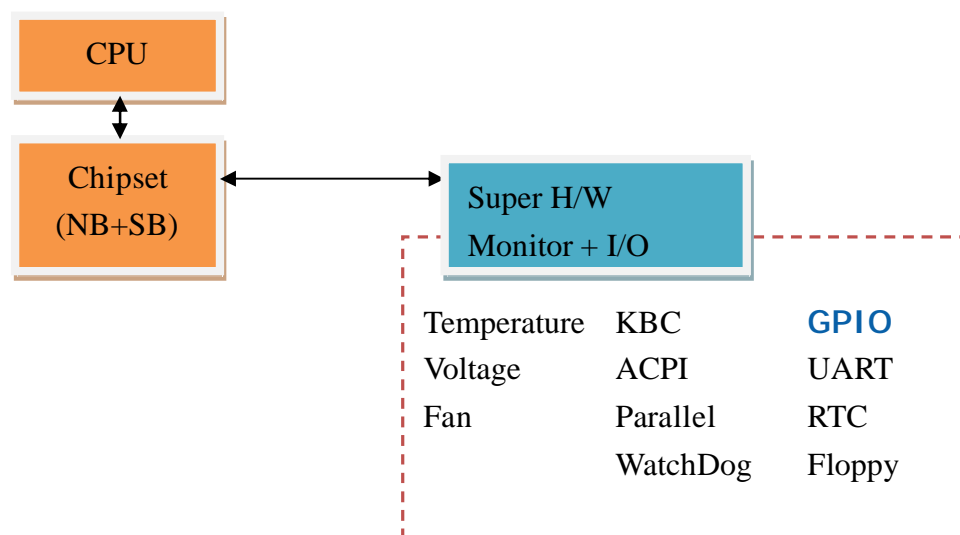 CPU
Chipset
(NB+SB)
Super H/W
Monitor + I/O
Temperature KBC GPIO
Voltage ACPI UART
Fan Parallel RTC
WatchDog Floppy